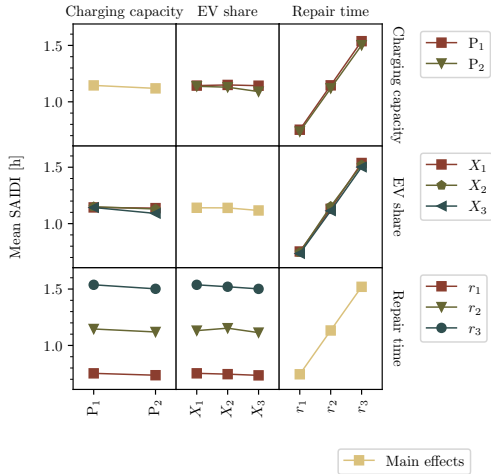 Charging capacity EV share Repair time
1.5
1.0
Charging capacity
P₁
P₂
Mean SAIDI [h]
1.5
1.0
EV share
X₁
X₂
X₃
1.5
1.0
Repair time
r₁
r₂
r₃
P₁ P₂ X₁ X₂ X₃ r₁ r₂ r₃
Main effects